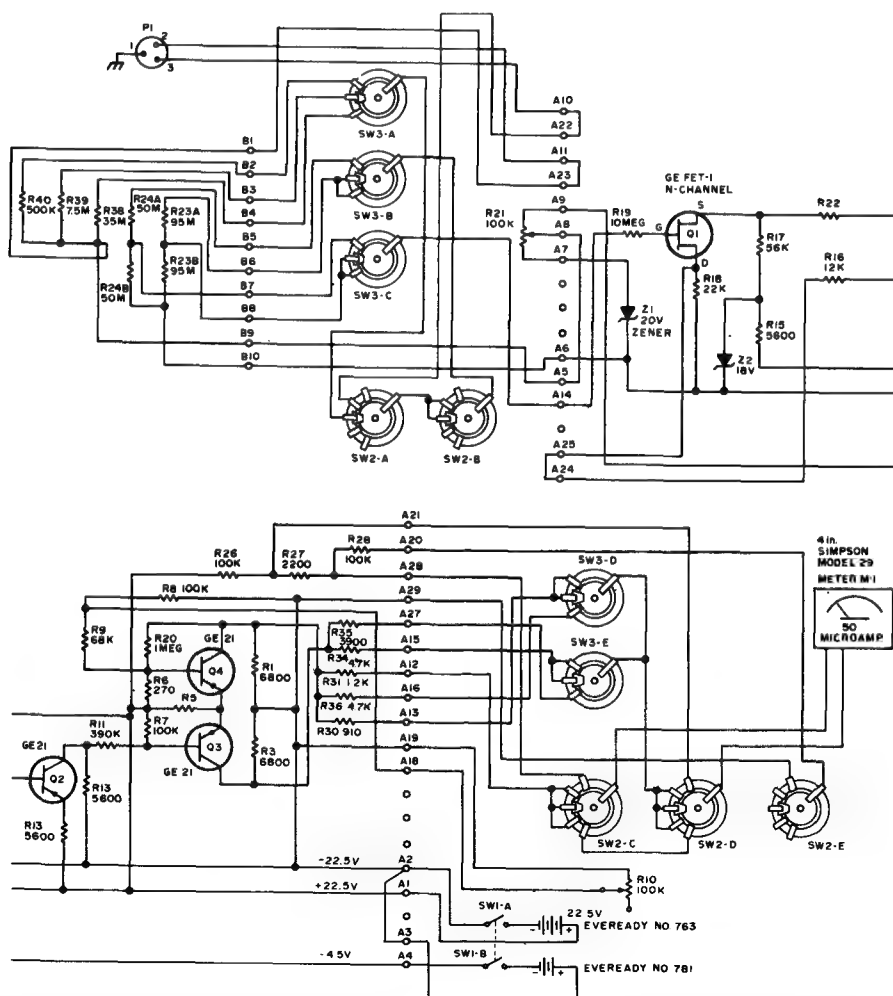 P1
1
2
3
SW3-A
B1
B2
B3
B4
B5
B6
B7
B8
B9
B10
R40
500K
R39
7.5M
R38
35M
R24A
50M
R23A
95M
R23B
95M
R24B
50M
SW3-B
SW3-C
SW2-A
SW2-B
A10
A22
A11
A23
A9
A8
A7
A6
A5
A14
A25
A24
R21
100K
R19
10MEG
GE FET-1
N-CHANNEL
S
G
Q1
D
R18
22K
Z1
20V
ZENER
R17
56K
Z2
18V
R15
5600
R22
R16
12K
A21
A20
A28
A29
A27
A15
A12
A16
A13
A19
A18
A2
A1
A3
A4
R26
100K
R27
2200
R28
100K
R8 100K
R9
68K
R20
1MEG
GE 21
Q4
R6
270
R5
R7
100K
R11
390K
GE21
Q2
Q3
GE 21
R1
6800
R3
6800
R13
5600
R13
5600
R35
3900
R34
47K
R31 1.2K
R36 4.7K
R30 910
SW3-D
SW3-E
4 in.
SIMPSON
MODEL 29
METER M-1
50
MICROAMP.
SW2-C
SW2-D
SW2-E
R10
100K
-22.5V
+22.5V
-4.5V
SW1-A
SW1-B
22.5V
- +
EVEREADY NO. 763
- +
EVEREADY NO 781